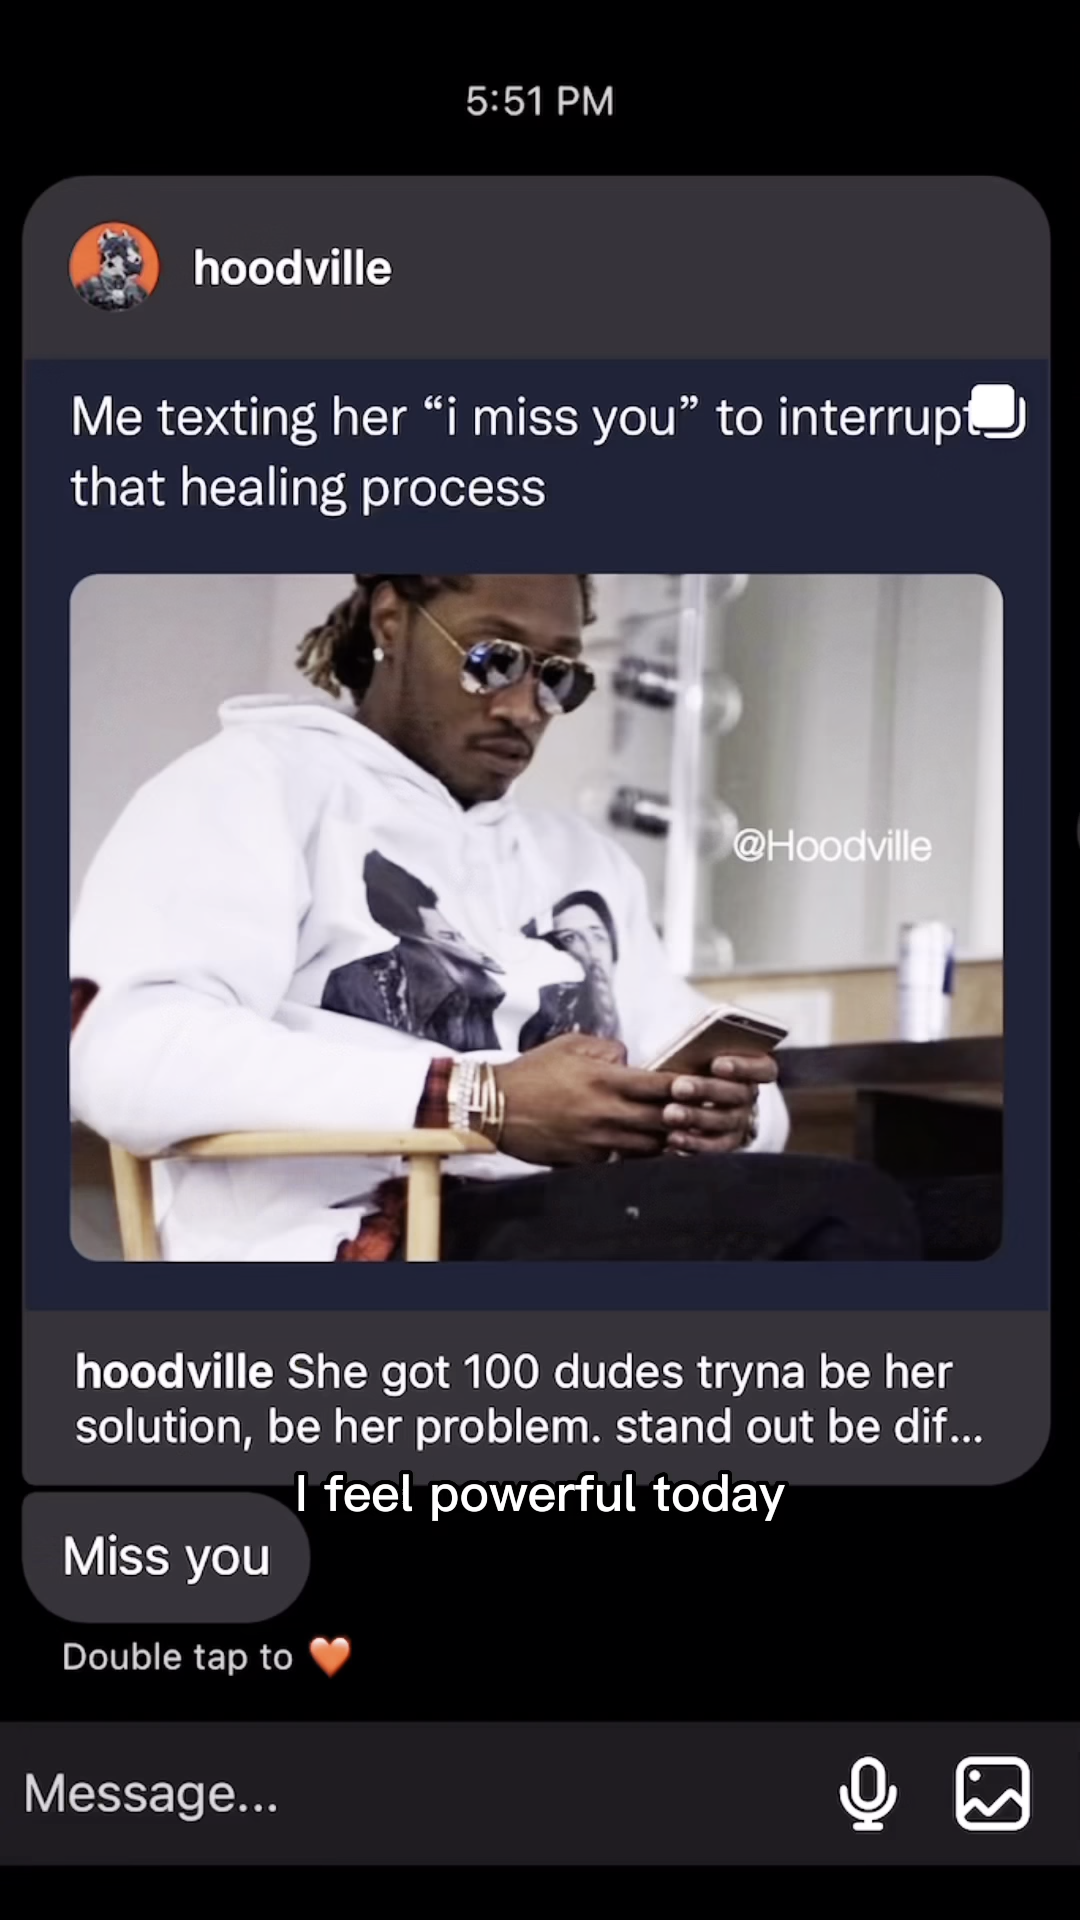 5:51 PM
hoodville
Me texting her “i miss you” to interrupt
that healing process
@Hoodville
hoodville She got 100 dudes tryna be her
solution, be her problem. stand out be dif...
I feel powerful today
Miss you
Double tap to ❤️
Message...